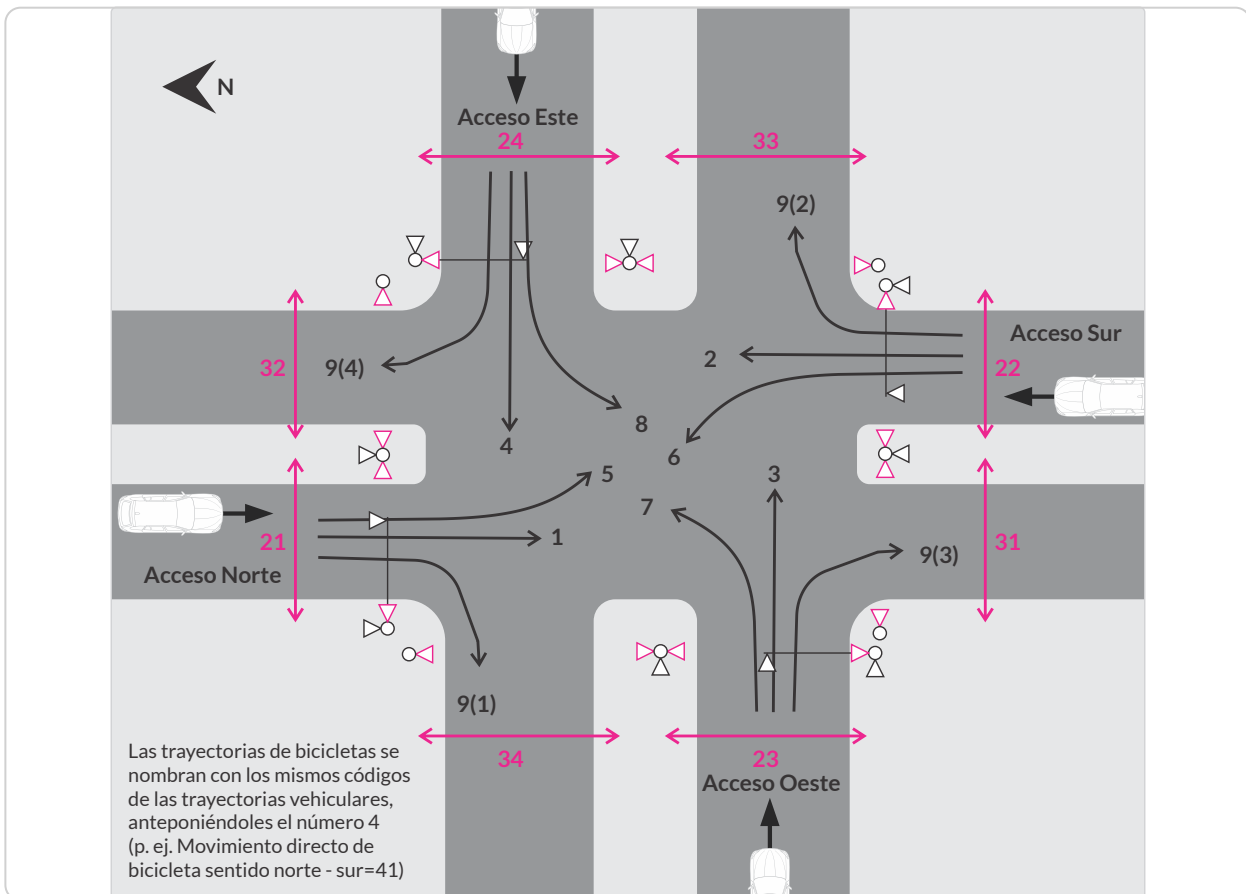 N
Acceso Este
24
33
9(2)
Acceso Sur
32
9(4)
2
22
8
4
6
5
3
7
21
1
9(3)
31
Acceso Norte
9(1)
34
23
Acceso Oeste
Las trayectorias de bicicletas se
nombran con los mismos códigos
de las trayectorias vehiculares,
anteponiéndoles el número 4
(p. ej. Movimiento directo de
bicicleta sentido norte - sur=41)